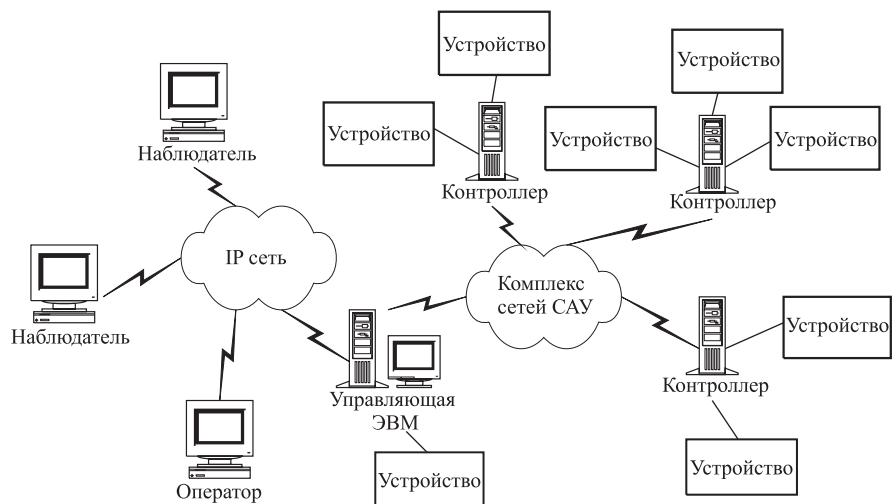 Устройство
Устройство
Устройство
Устройство
Устройство
Наблюдатель
Контроллер
Контроллер
IP сеть
Комплекс
сетей САУ
Наблюдатель
Устройство
Управляющая
ЭВМ
Контроллер
Устройство
Устройство
Оператор